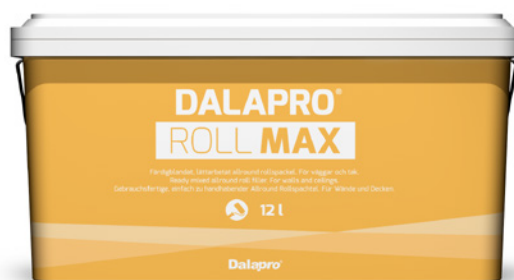 DALAPRO®
ROLL MAX
Färdigblandat, lättarbetat allround rollspackel. För väggar och tak.
Ready mixed allround roll filler. For walls and ceilings.
Gebrauchsfertige, einfach zu handhabender Allround Rollspachtel. Für Wände und Decken
12 l
Dalapro®